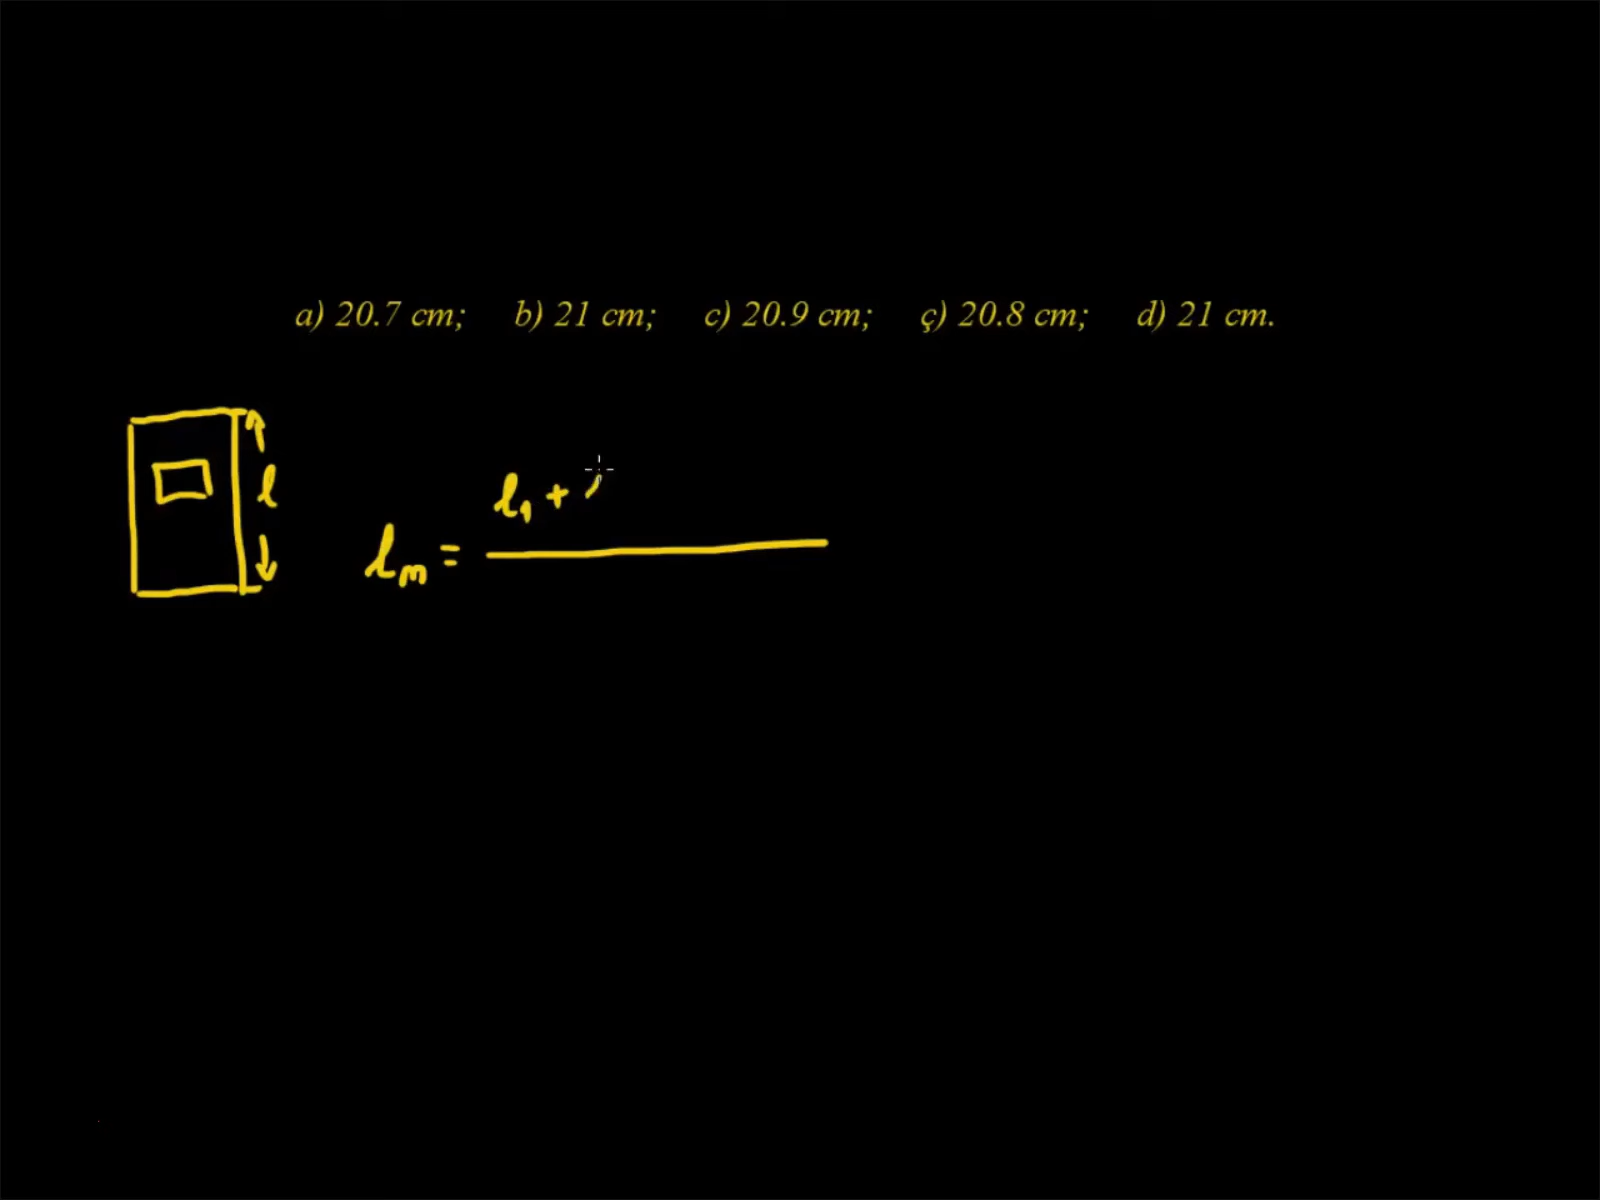 a) 20.7 cm; b) 21 cm; c) 20.9 cm; ç) 20.8 cm; d) 21 cm.
l
l₁ +
lₘ =